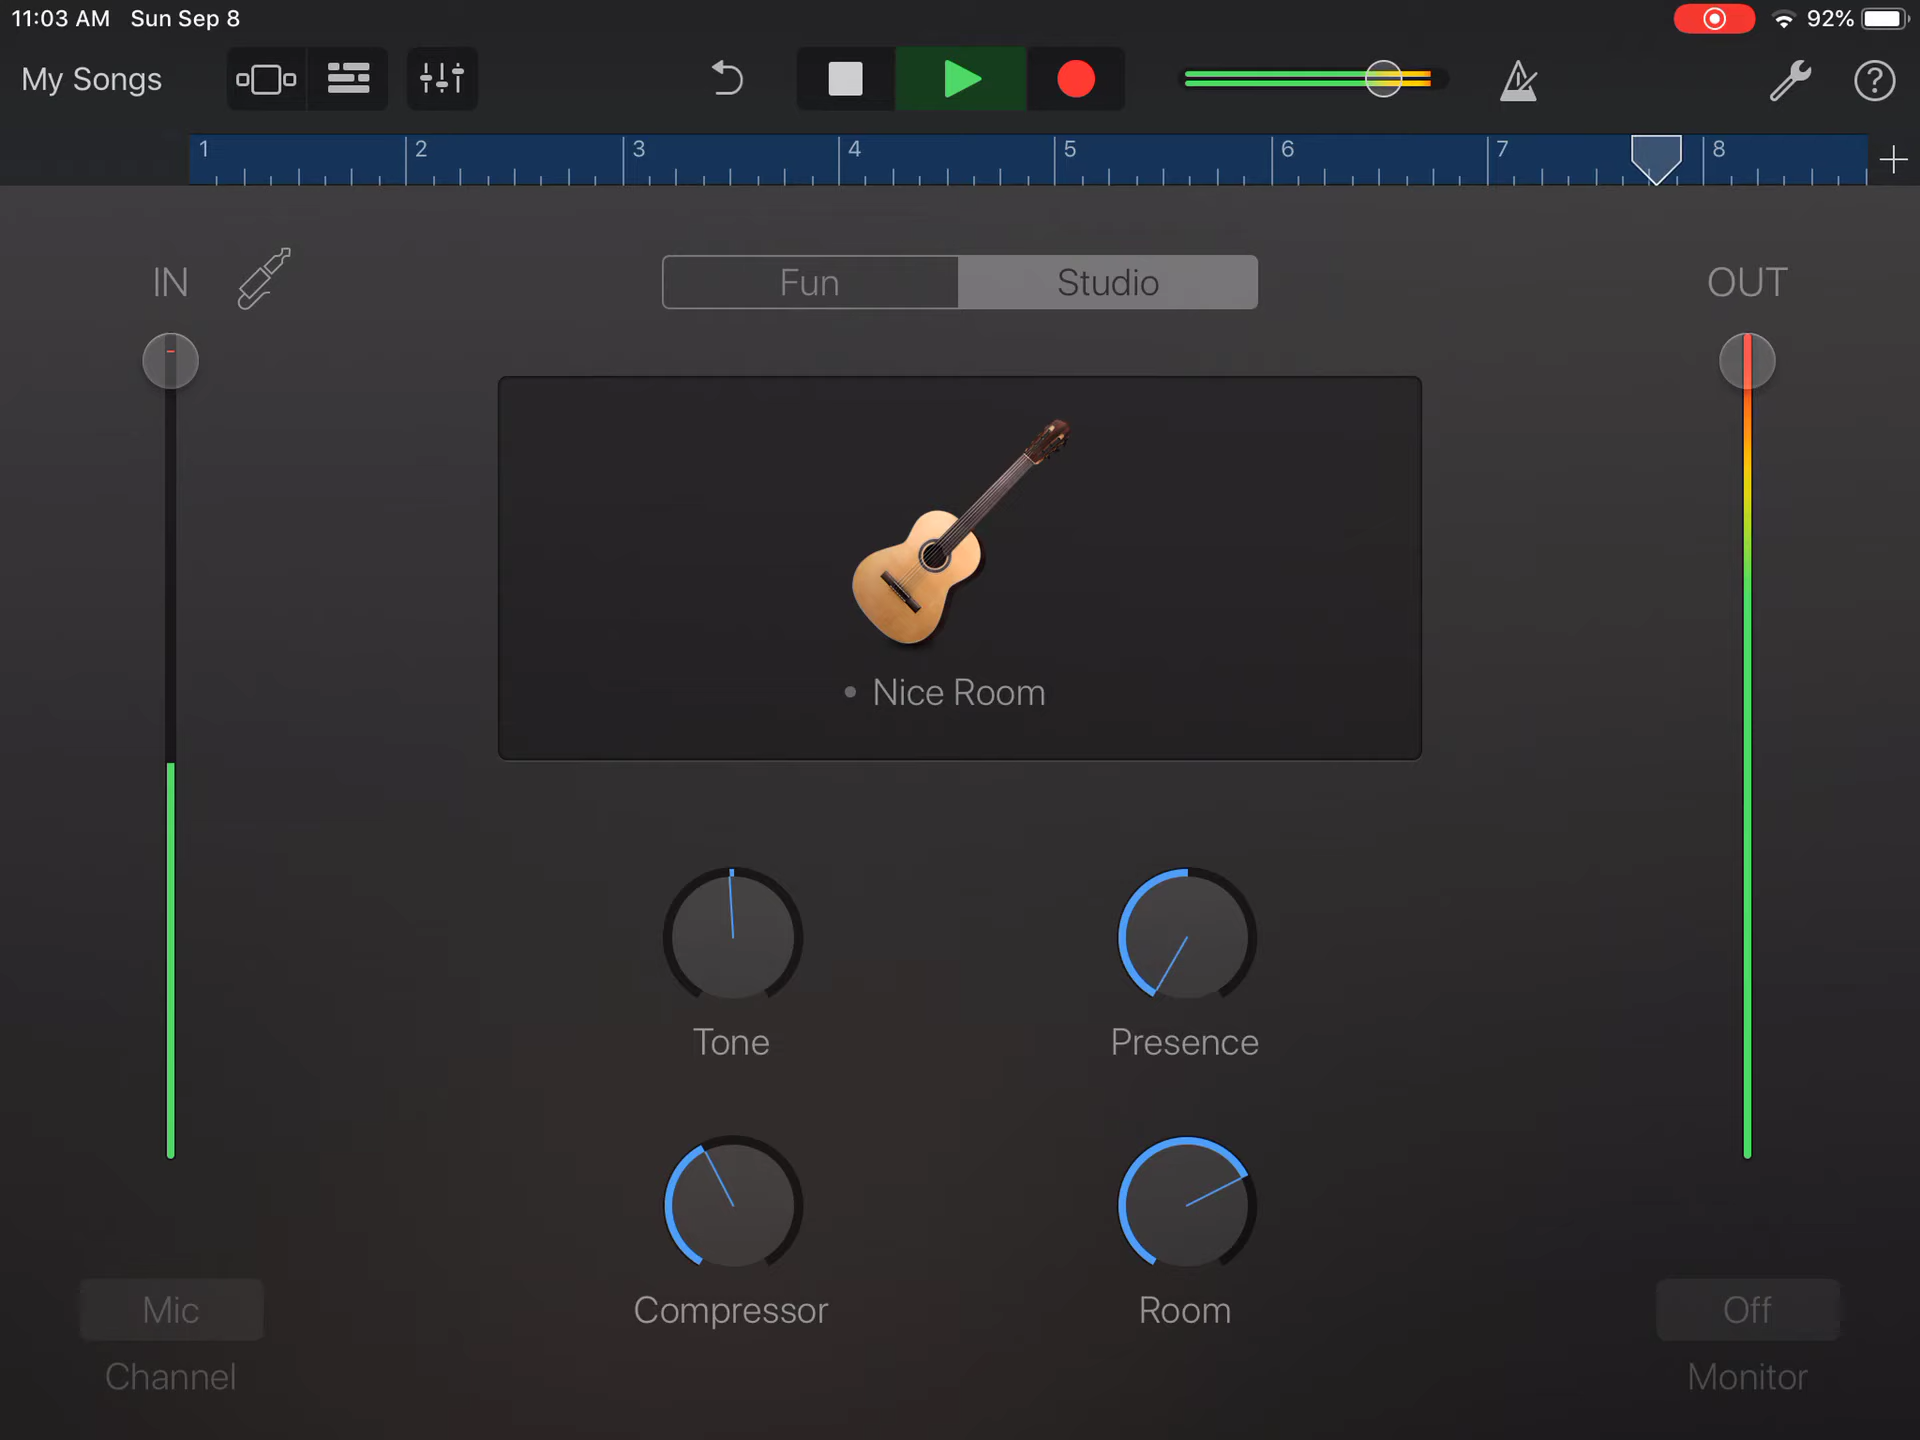 11:03 AM Sun Sep 8 92%
My Songs
1 2 3 4 5 6 7 8
IN
Fun Studio
OUT
Nice Room
Tone Presence
Compressor Room
Mic Off
Channel Monitor